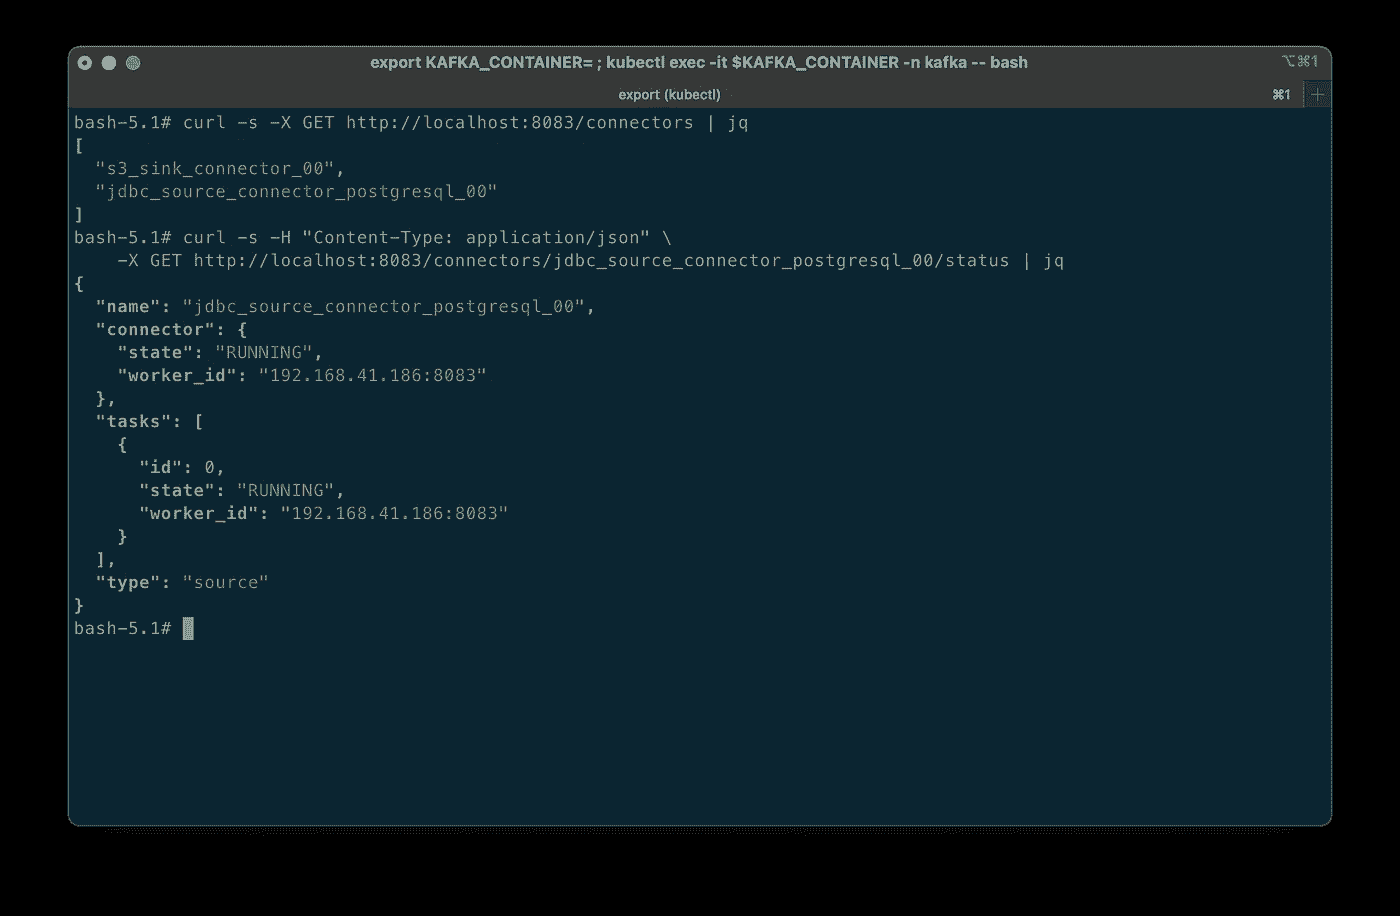 export KAFKA_CONTAINER= ; kubectl exec -it $KAFKA_CONTAINER -n kafka -- bash
⌥⌘1
export (kubectl)
⌘1
+
bash-5.1# curl -s -X GET http://localhost:8083/connectors | jq
[
  "s3_sink_connector_00",
  "jdbc_source_connector_postgresql_00"
]
bash-5.1# curl -s -H "Content-Type: application/json" \
    -X GET http://localhost:8083/connectors/jdbc_source_connector_postgresql_00/status | jq
{
  "name": "jdbc_source_connector_postgresql_00",
  "connector": {
    "state": "RUNNING",
    "worker_id": "192.168.41.186:8083"
  },
  "tasks": [
    {
      "id": 0,
      "state": "RUNNING",
      "worker_id": "192.168.41.186:8083"
    }
  ],
  "type": "source"
}
bash-5.1#